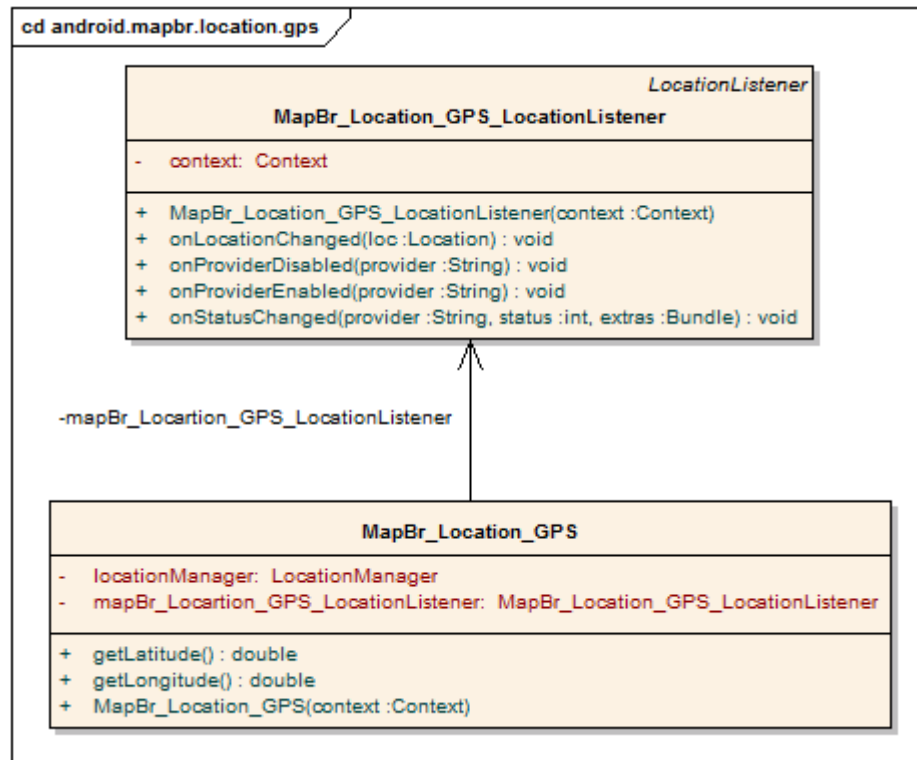 cd android.mapbr.location.gps
LocationListener
MapBr_Location_GPS_LocationListener
- context: Context
+ MapBr_Location_GPS_LocationListener(context :Context)
+ onLocationChanged(loc :Location) : void
+ onProviderDisabled(provider :String) : void
+ onProviderEnabled(provider :String) : void
+ onStatusChanged(provider :String, status :int, extras :Bundle) : void
-mapBr_Locartion_GPS_LocationListener
MapBr_Location_GPS
- locationManager: LocationManager
- mapBr_Locartion_GPS_LocationListener: MapBr_Location_GPS_LocationListener
+ getLatitude() : double
+ getLongitude() : double
+ MapBr_Location_GPS(context :Context)